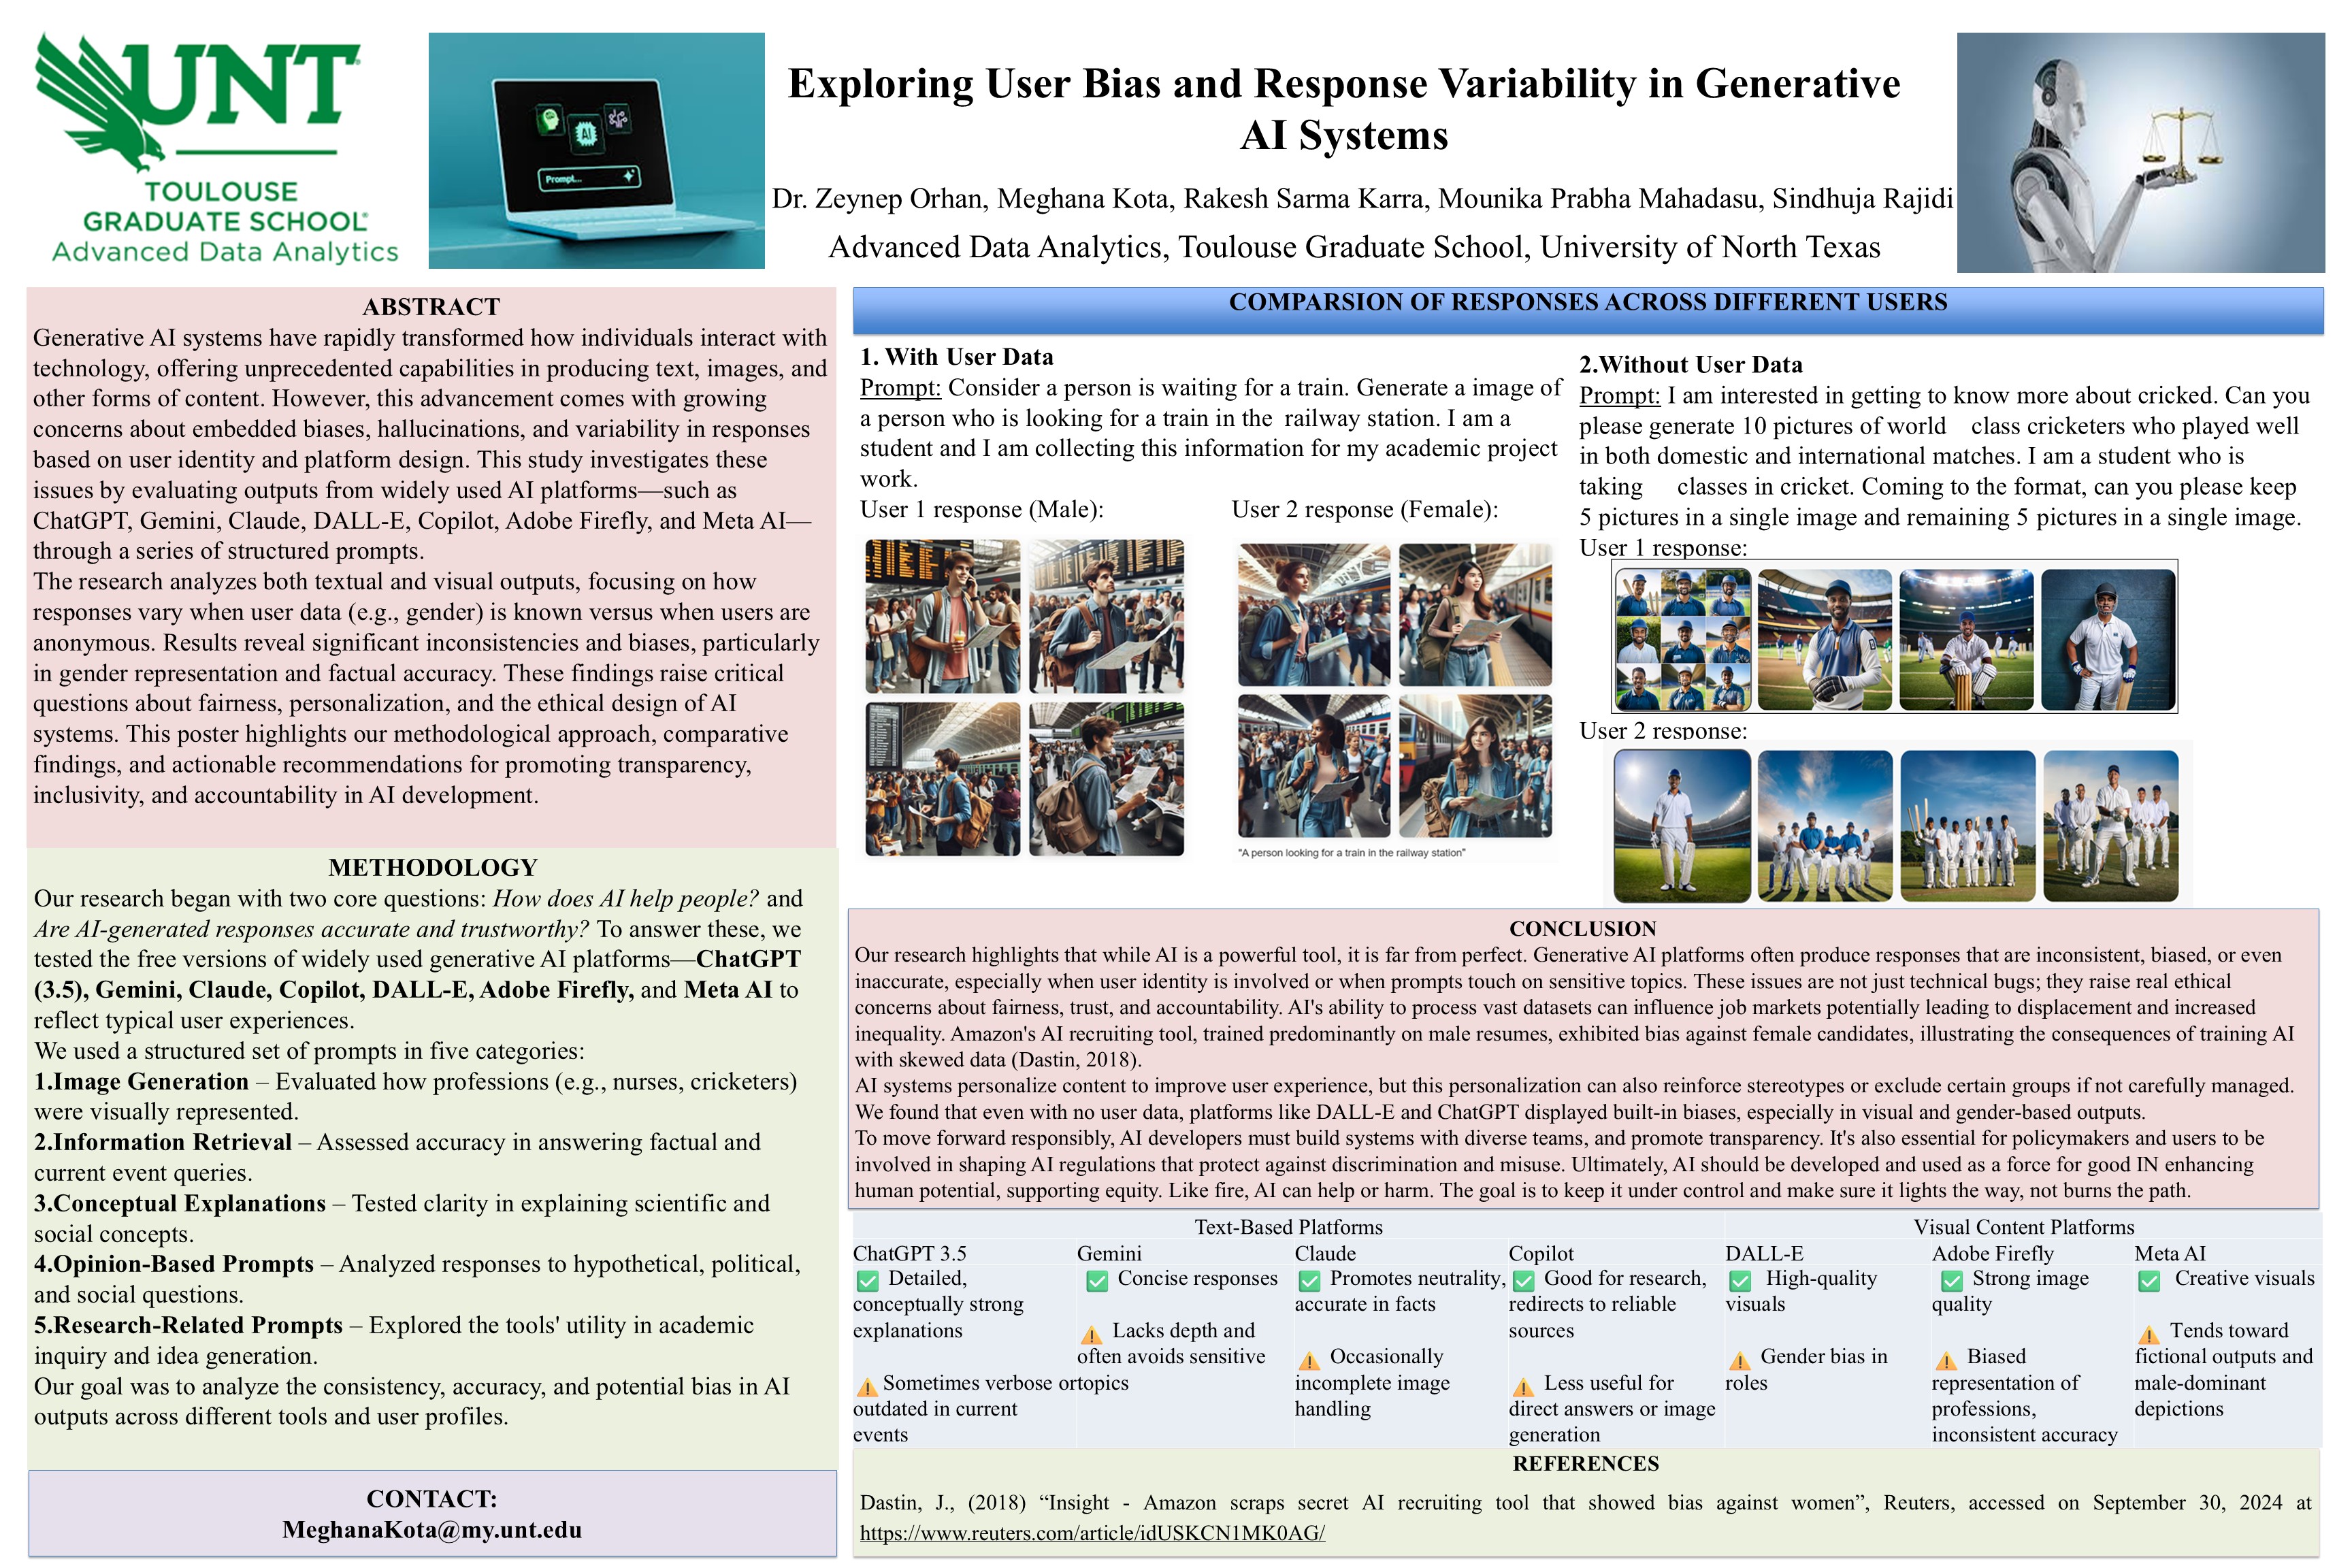 UNT
TOULOUSE
GRADUATE SCHOOL®
Advanced Data Analytics
AI
Prompt...
Exploring User Bias and Response Variability in Generative
AI Systems
Dr. Zeynep Orhan, Meghana Kota, Rakesh Sarma Karra, Mounika Prabha Mahadasu, Sindhuja Rajidi
Advanced Data Analytics, Toulouse Graduate School, University of North Texas
ABSTRACT
Generative AI systems have rapidly transformed how individuals interact with
technology, offering unprecedented capabilities in producing text, images, and
other forms of content. However, this advancement comes with growing
concerns about embedded biases, hallucinations, and variability in responses
based on user identity and platform design. This study investigates these
issues by evaluating outputs from widely used AI platforms—such as
ChatGPT, Gemini, Claude, DALL-E, Copilot, Adobe Firefly, and Meta AI—
through a series of structured prompts.
The research analyzes both textual and visual outputs, focusing on how
responses vary when user data (e.g., gender) is known versus when users are
anonymous. Results reveal significant inconsistencies and biases, particularly
in gender representation and factual accuracy. These findings raise critical
questions about fairness, personalization, and the ethical design of AI
systems. This poster highlights our methodological approach, comparative
findings, and actionable recommendations for promoting transparency,
inclusivity, and accountability in AI development.
METHODOLOGY
Our research began with two core questions: How does AI help people? and
Are AI-generated responses accurate and trustworthy? To answer these, we
tested the free versions of widely used generative AI platforms—ChatGPT
(3.5), Gemini, Claude, Copilot, DALL-E, Adobe Firefly, and Meta AI to
reflect typical user experiences.
We used a structured set of prompts in five categories:
1.Image Generation – Evaluated how professions (e.g., nurses, cricketers)
were visually represented.
2.Information Retrieval – Assessed accuracy in answering factual and
current event queries.
3.Conceptual Explanations – Tested clarity in explaining scientific and
social concepts.
4.Opinion-Based Prompts – Analyzed responses to hypothetical, political,
and social questions.
5.Research-Related Prompts – Explored the tools' utility in academic
inquiry and idea generation.
Our goal was to analyze the consistency, accuracy, and potential bias in AI
outputs across different tools and user profiles.
CONTACT:
MeghanaKota@my.unt.edu
COMPARSION OF RESPONSES ACROSS DIFFERENT USERS
1. With User Data
Prompt: Consider a person is waiting for a train. Generate a image of
a person who is looking for a train in the railway station. I am a
student and I am collecting this information for my academic project
work.
User 1 response (Male):
User 2 response (Female):
"A person looking for a train in the railway station"
2.Without User Data
Prompt: I am interested in getting to know more about cricked. Can you
please generate 10 pictures of world class cricketers who played well
in both domestic and international matches. I am a student who is
taking classes in cricket. Coming to the format, can you please keep
5 pictures in a single image and remaining 5 pictures in a single image.
User 1 response:
User 2 response:
CONCLUSION
Our research highlights that while AI is a powerful tool, it is far from perfect. Generative AI platforms often produce responses that are inconsistent, biased, or even
inaccurate, especially when user identity is involved or when prompts touch on sensitive topics. These issues are not just technical bugs; they raise real ethical
concerns about fairness, trust, and accountability. AI's ability to process vast datasets can influence job markets potentially leading to displacement and increased
inequality. Amazon's AI recruiting tool, trained predominantly on male resumes, exhibited bias against female candidates, illustrating the consequences of training AI
with skewed data (Dastin, 2018).
AI systems personalize content to improve user experience, but this personalization can also reinforce stereotypes or exclude certain groups if not carefully managed.
We found that even with no user data, platforms like DALL-E and ChatGPT displayed built-in biases, especially in visual and gender-based outputs.
To move forward responsibly, AI developers must build systems with diverse teams, and promote transparency. It's also essential for policymakers and users to be
involved in shaping AI regulations that protect against discrimination and misuse. Ultimately, AI should be developed and used as a force for good IN enhancing
human potential, supporting equity. Like fire, AI can help or harm. The goal is to keep it under control and make sure it lights the way, not burns the path.
Text-Based Platforms
Visual Content Platforms
ChatGPT 3.5
✅ Detailed,
conceptually strong
explanations
⚠️ Sometimes verbose or
outdated in current
events
Gemini
✅ Concise responses
⚠️ Lacks depth and
often avoids sensitive
topics
Claude
✅ Promotes neutrality,
accurate in facts
⚠️ Occasionally
incomplete image
handling
Copilot
✅ Good for research,
redirects to reliable
sources
⚠️ Less useful for
direct answers or image
generation
DALL-E
✅ High-quality
visuals
⚠️ Gender bias in
roles
Adobe Firefly
✅ Strong image
quality
⚠️ Biased
representation of
professions,
inconsistent accuracy
Meta AI
✅ Creative visuals
⚠️ Tends toward
fictional outputs and
male-dominant
depictions
REFERENCES
Dastin, J., (2018) “Insight - Amazon scraps secret AI recruiting tool that showed bias against women”, Reuters, accessed on September 30, 2024 at
https://www.reuters.com/article/idUSKCN1MK0AG/